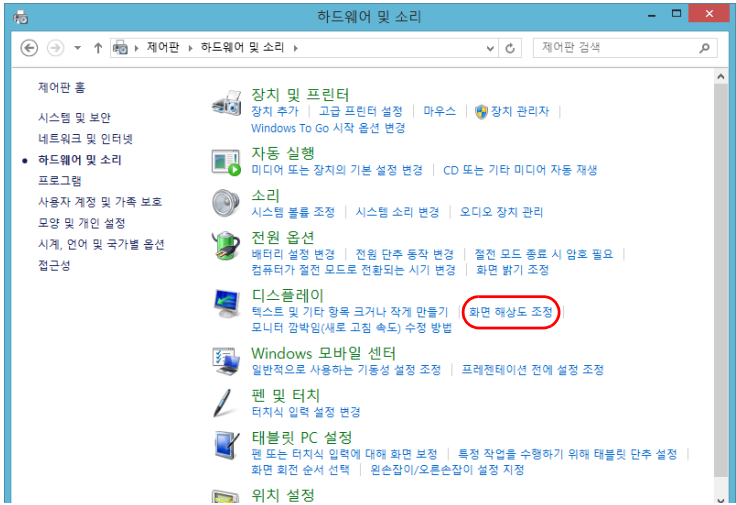 하드웨어 및 소리
제어판 하드웨어 및 소리 제어판 검색
제어판 홈
시스템 및 보안
네트워크 및 인터넷
하드웨어 및 소리
프로그램
사용자 계정 및 가족 보호
모양 및 개인 설정
시계, 언어 및 국가별 옵션
접근성
장치 및 프린터
장치 추가 고급 프린터 설정 마우스 장치 관리자
Windows To Go 시작 옵션 변경
자동 실행
미디어 또는 장치의 기본 설정 변경 CD 또는 기타 미디어 자동 재생
소리
시스템 볼륨 조정 시스템 소리 변경 오디오 장치 관리
전원 옵션
배터리 설정 변경 전원 단추 동작 변경 절전 모드 종료 시 암호 필요
컴퓨터가 절전 모드로 전환되는 시기 변경 화면 밝기 조정
디스플레이
텍스트 및 기타 항목 크거나 작게 만들기 화면 해상도 조정
모니터 깜박임(새로 고침 속도) 수정 방법
Windows 모바일 센터
일반적으로 사용하는 기동성 설정 조정 프레젠테이션 전에 설정 조정
펜 및 터치
터치식 입력 설정 변경
태블릿 PC 설정
펜 또는 터치식 입력에 대해 화면 보정 특정 작업을 수행하기 위해 태블릿 단추 설정
화면 회전 순서 선택 왼손잡이/오른손잡이 설정 지정
위치 설정